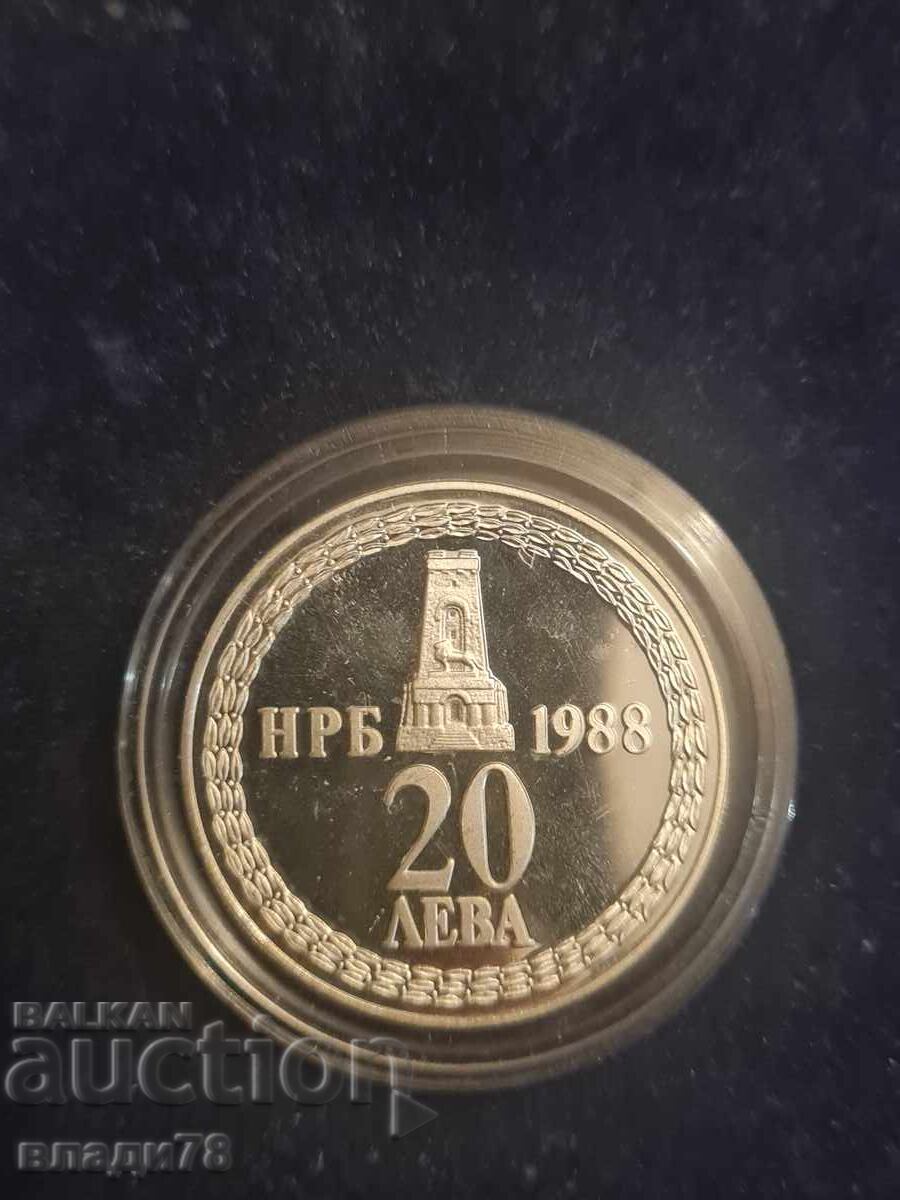 НРБ 1988
20
ЛЕВА
BALKAN
auction
влади78